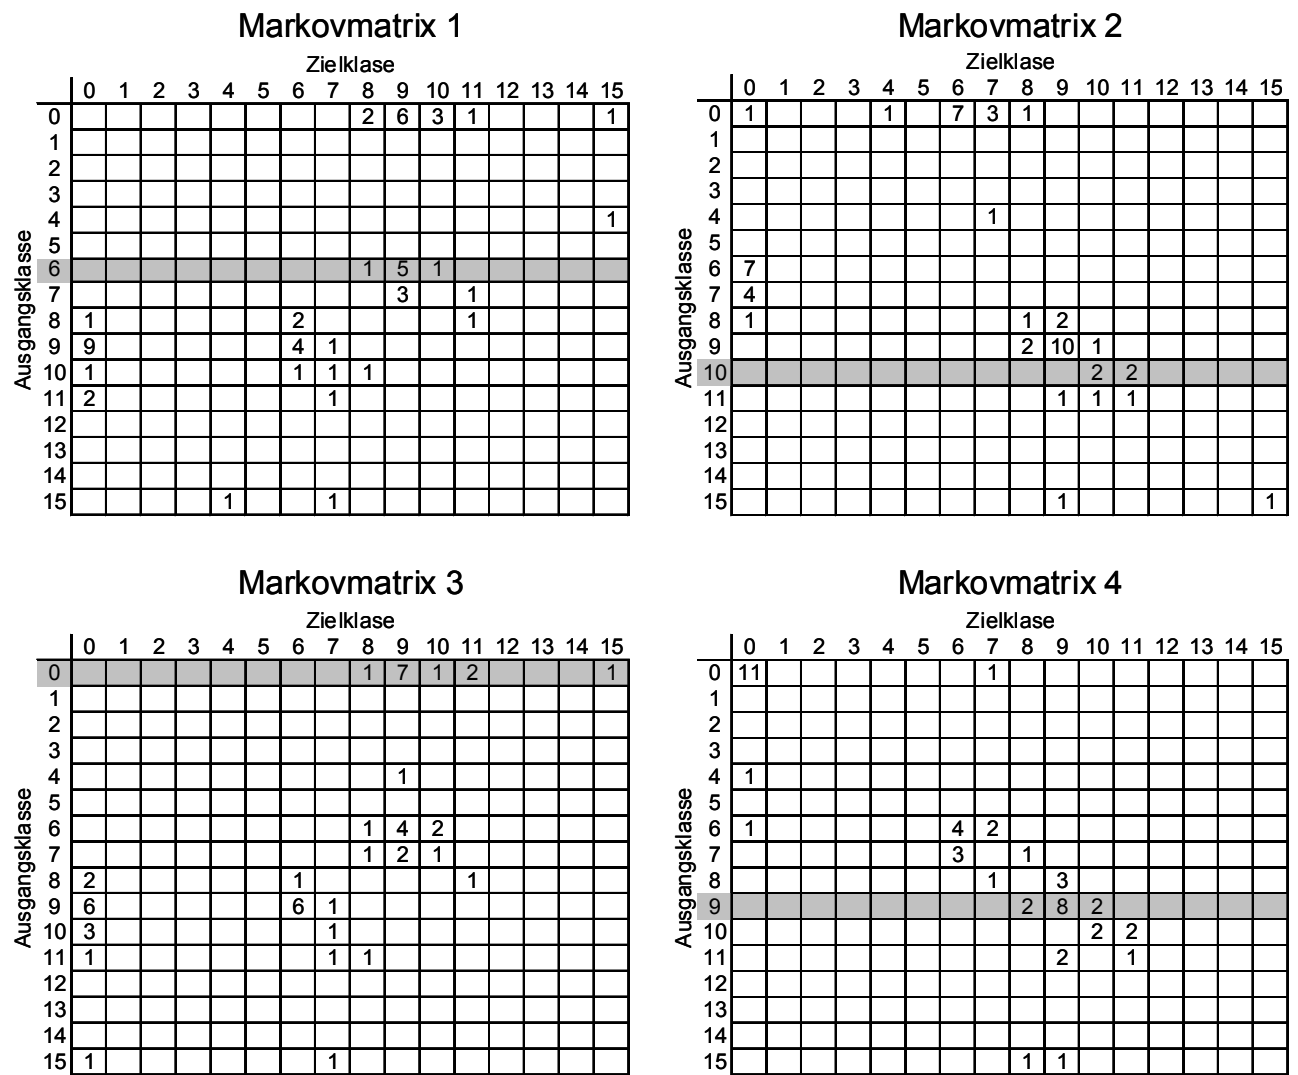 Markovmatrix 1
Zielklase
0 1 2 3 4 5 6 7 8 9 10 11 12 13 14 15
Ausgangsklasse
0 2 6 3 1 1
1
2
3
4 1
5
6 1 5 1
7 3 1
8 1 2 1
9 9 4 1
10 1 1 1 1
11 2 1
12
13
14
15 1 1
Markovmatrix 2
Zielklase
0 1 2 3 4 5 6 7 8 9 10 11 12 13 14 15
Ausgangsklasse
0 1 1 7 3 1
1
2
3
4 1
5
6 7
7 4
8 1 1 2
9 2 10 1
10 2 2
11 1 1 1
12
13
14
15 1 1
Markovmatrix 3
Zielklase
0 1 2 3 4 5 6 7 8 9 10 11 12 13 14 15
Ausgangsklasse
0 1 7 1 2 1
1
2
3
4 1
5
6 1 4 2
7 1 2 1
8 2 1 1
9 6 6 1
10 3 1
11 1 1 1
12
13
14
15 1 1
Markovmatrix 4
Zielklase
0 1 2 3 4 5 6 7 8 9 10 11 12 13 14 15
Ausgangsklasse
0 11 1
1
2
3
4 1
5
6 1 4 2
7 3 1
8 1 3
9 2 8 2
10 2 2
11 2 1
12
13
14
15 1 1